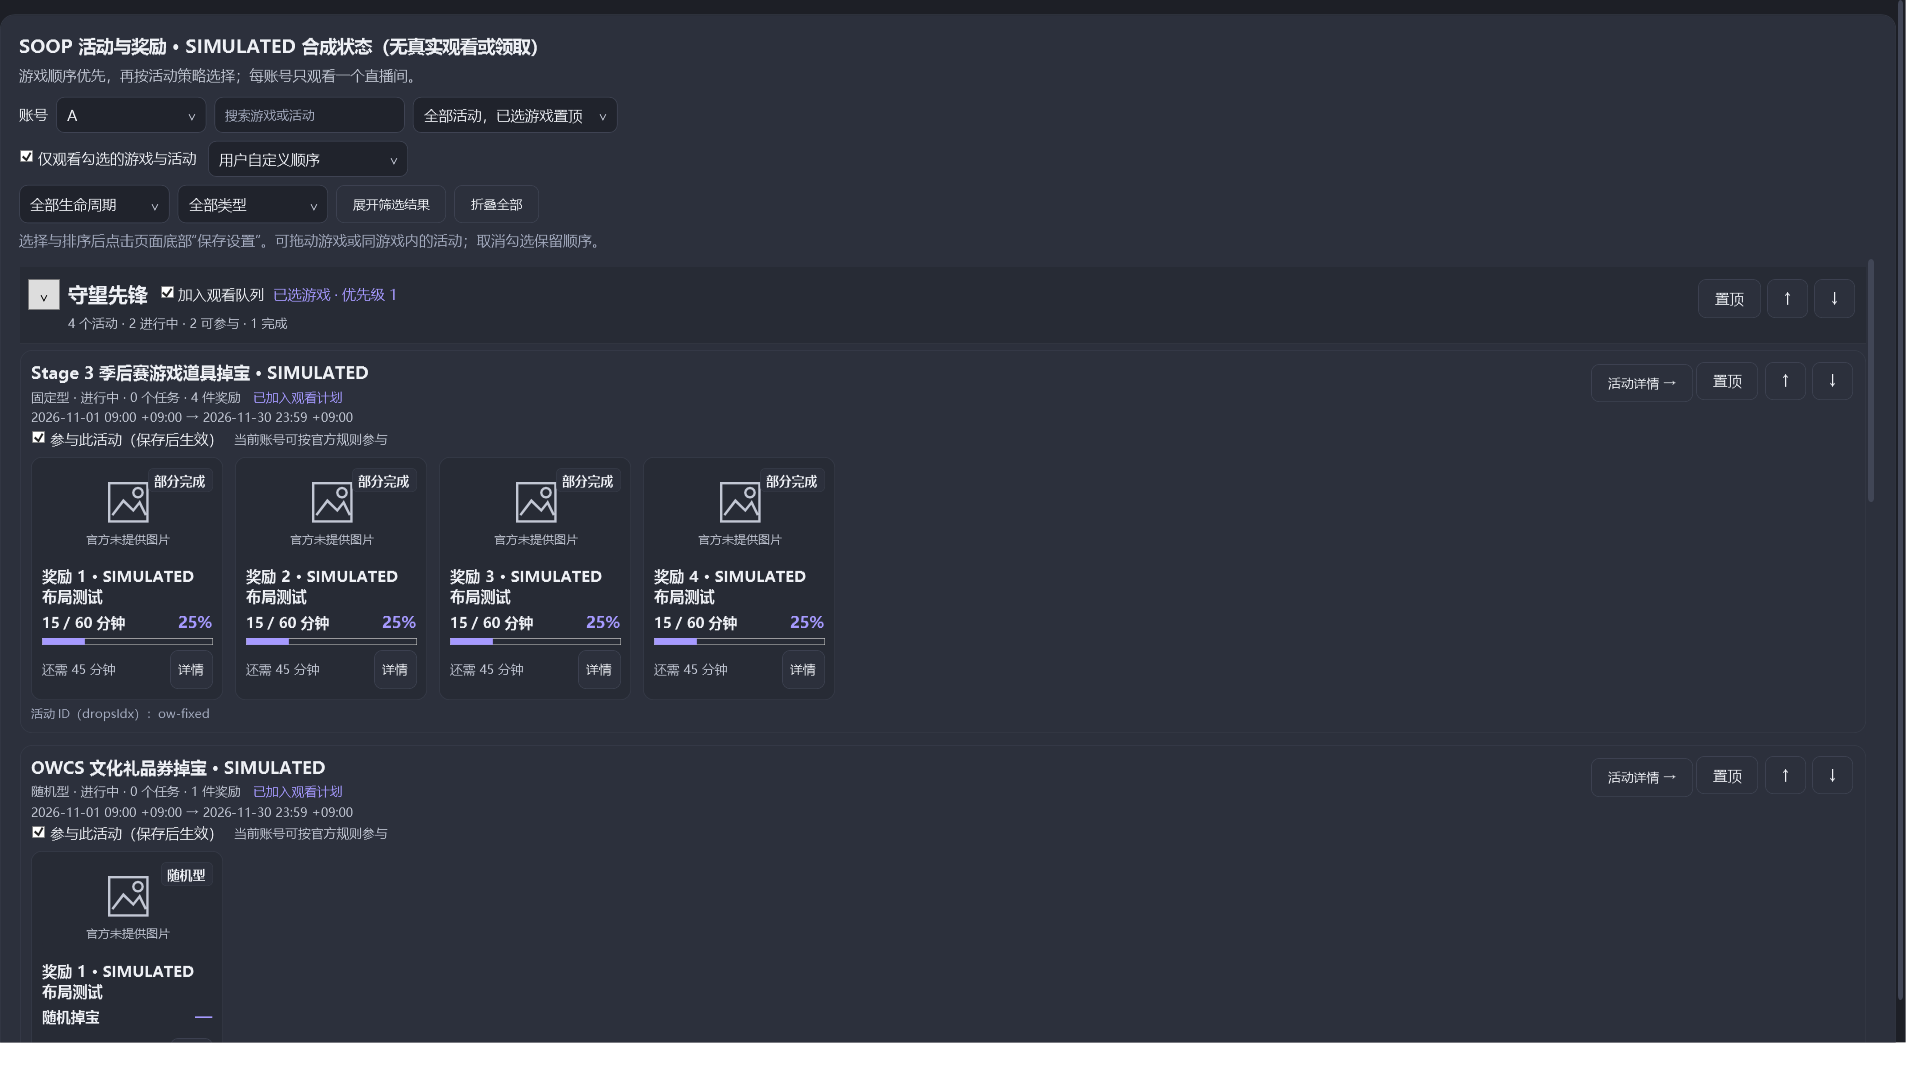 SOOP 活动与奖励 • SIMULATED 合成状态（无真实观看或领取）
游戏顺序优先，再按活动策略选择；每账号只观看一个直播间。
账号 A 搜索游戏或活动 全部活动，已选游戏置顶
仅观看勾选的游戏与活动 用户自定义顺序
全部生命周期 全部类型 展开筛选结果 折叠全部
选择与排序后点击页面底部“保存设置”。可拖动游戏或同游戏内的活动；取消勾选保留顺序。
守望先锋 加入观看队列 已选游戏 · 优先级 1 置顶 ↑ ↓
4 个活动 · 2 进行中 · 2 可参与 · 1 完成
Stage 3 季后赛游戏道具掉宝 • SIMULATED 活动详情 → 置顶 ↑ ↓
固定型 · 进行中 · 0 个任务 · 4 件奖励 已加入观看计划
2026-11-01 09:00 +09:00 → 2026-11-30 23:59 +09:00
参与此活动（保存后生效） 当前账号可按官方规则参与
部分完成 部分完成 部分完成 部分完成
官方未提供图片 官方未提供图片 官方未提供图片 官方未提供图片
奖励 1 • SIMULATED 奖励 2 • SIMULATED 奖励 3 • SIMULATED 奖励 4 • SIMULATED
布局测试 布局测试 布局测试 布局测试
15 / 60 分钟 25% 15 / 60 分钟 25% 15 / 60 分钟 25% 15 / 60 分钟 25%
还需 45 分钟 详情 还需 45 分钟 详情 还需 45 分钟 详情 还需 45 分钟 详情
活动 ID（dropsIdx）：ow-fixed
OWCS 文化礼品券掉宝 • SIMULATED 活动详情 → 置顶 ↑ ↓
随机型 · 进行中 · 0 个任务 · 1 件奖励 已加入观看计划
2026-11-01 09:00 +09:00 → 2026-11-30 23:59 +09:00
参与此活动（保存后生效） 当前账号可按官方规则参与
随机型
官方未提供图片
奖励 1 • SIMULATED
布局测试
随机掉宝 —